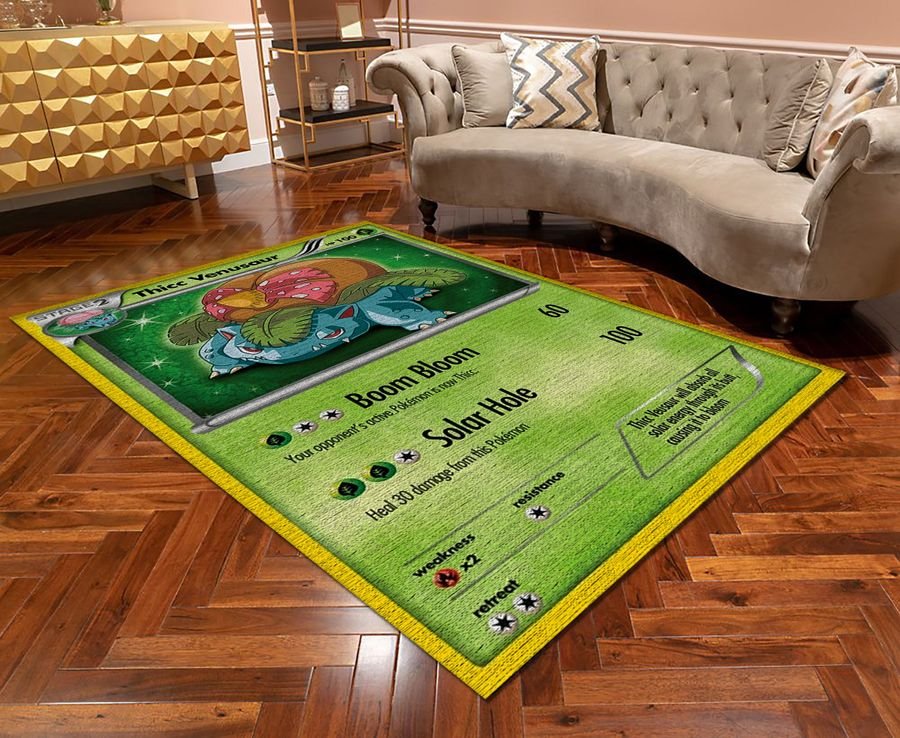 STAGE 2
Thicc Venusaur
HP 100
Boom Bloom
60
Your opponent's active Pokémon is now Thicc.
Solar Hole
100
Heal 30 damage from this Pokémon
weakness
x2
resistance
retreat
Thicc Venusaur will absorb all
solar energy through its butt
causing it to bloom